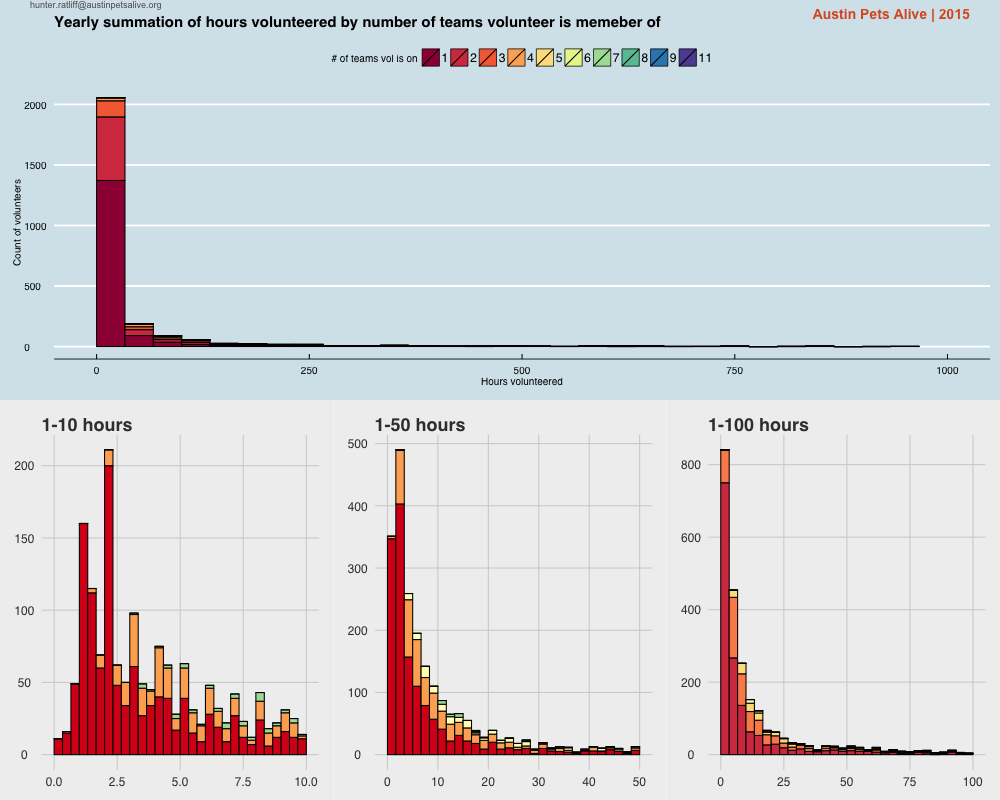 hunter.ratliff@austinpetsalive.org
Yearly summation of hours volunteered by number of teams volunteer is memeber of
Austin Pets Alive | 2015
# of teams vol is on 1 2 3 4 5 6 7 8 9 11
2000
1500
1000
500
0
Count of volunteers
0 250 500 750 1000
Hours volunteered
1-10 hours
200
150
100
50
0
0.0 2.5 5.0 7.5 10.0
1-50 hours
500
400
300
200
100
0
0 10 20 30 40 50
1-100 hours
800
600
400
200
0
0 25 50 75 100